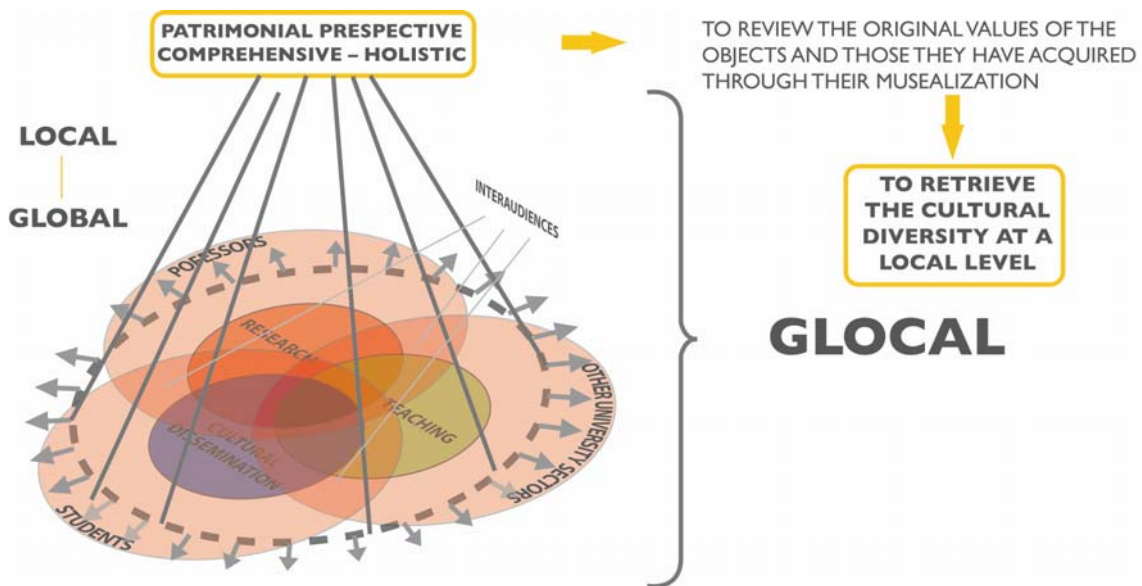 PATRIMONIAL PRESPECTIVE
COMPREHENSIVE – HOLISTIC
TO REVIEW THE ORIGINAL VALUES OF THE
OBJECTS AND THOSE THEY HAVE ACQUIRED
THROUGH THEIR MUSEALIZATION
LOCAL
GLOBAL
TO RETRIEVE
THE CULTURAL
DIVERSITY AT A
LOCAL LEVEL
GLOCAL
INTERAUDIENCES
POFESSORS
RESEARCH
TEACHING
CULTURAL
DISSEMINATION
STUDENTS
OTHER UNIVERSITY SECTORS